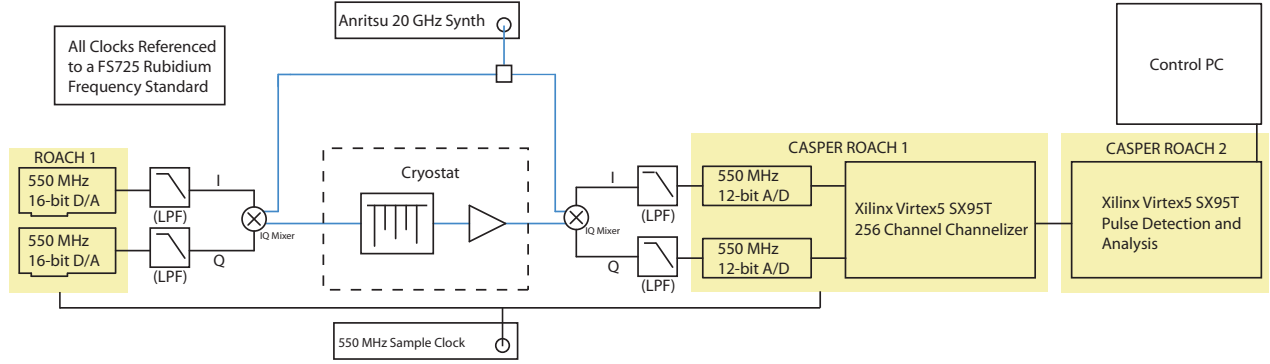 Anritsu 20 GHz Synth
All Clocks Referenced
to a FS725 Rubidium
Frequency Standard
Control PC
ROACH 1
550 MHz
16-bit D/A
550 MHz
16-bit D/A
(LPF)
I
(LPF)
Q
IQ Mixer
Cryostat
IQ Mixer
I
(LPF)
Q
(LPF)
CASPER ROACH 1
550 MHz
12-bit A/D
550 MHz
12-bit A/D
Xilinx Virtex5 SX95T
256 Channel Channelizer
CASPER ROACH 2
Xilinx Virtex5 SX95T
Pulse Detection and
Analysis
550 MHz Sample Clock